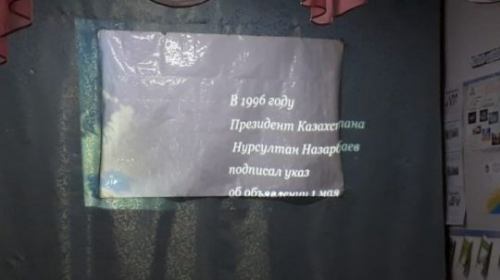 В 1996 году
Президент Казахстана
Нурсултан Назарбаев
подписал указ
об объявлении 1 мая